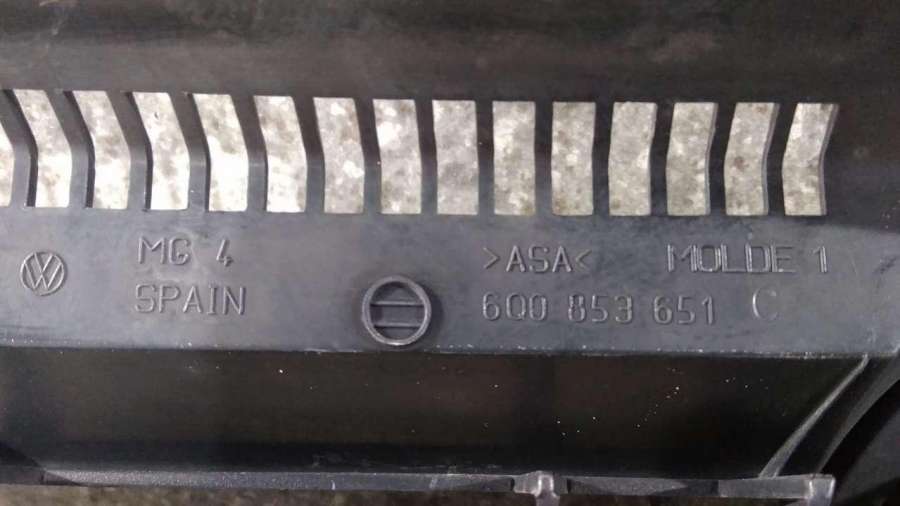 MG 4 >ASA< MOLDE 1
SPAIN 6Q0 853 651 C